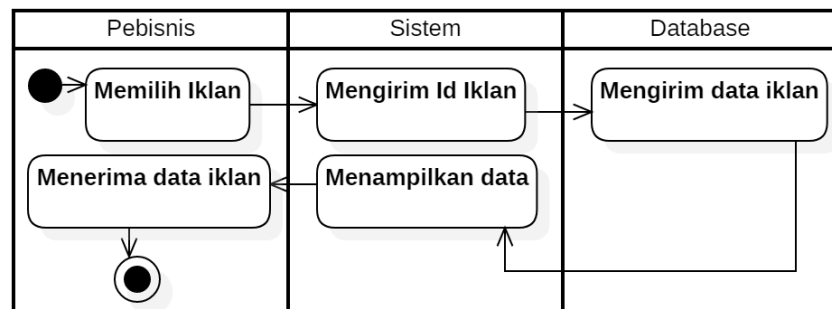 Pebisnis
Sistem
Database
Memilih Iklan
Mengirim Id Iklan
Mengirim data iklan
Menerima data iklan
Menampilkan data